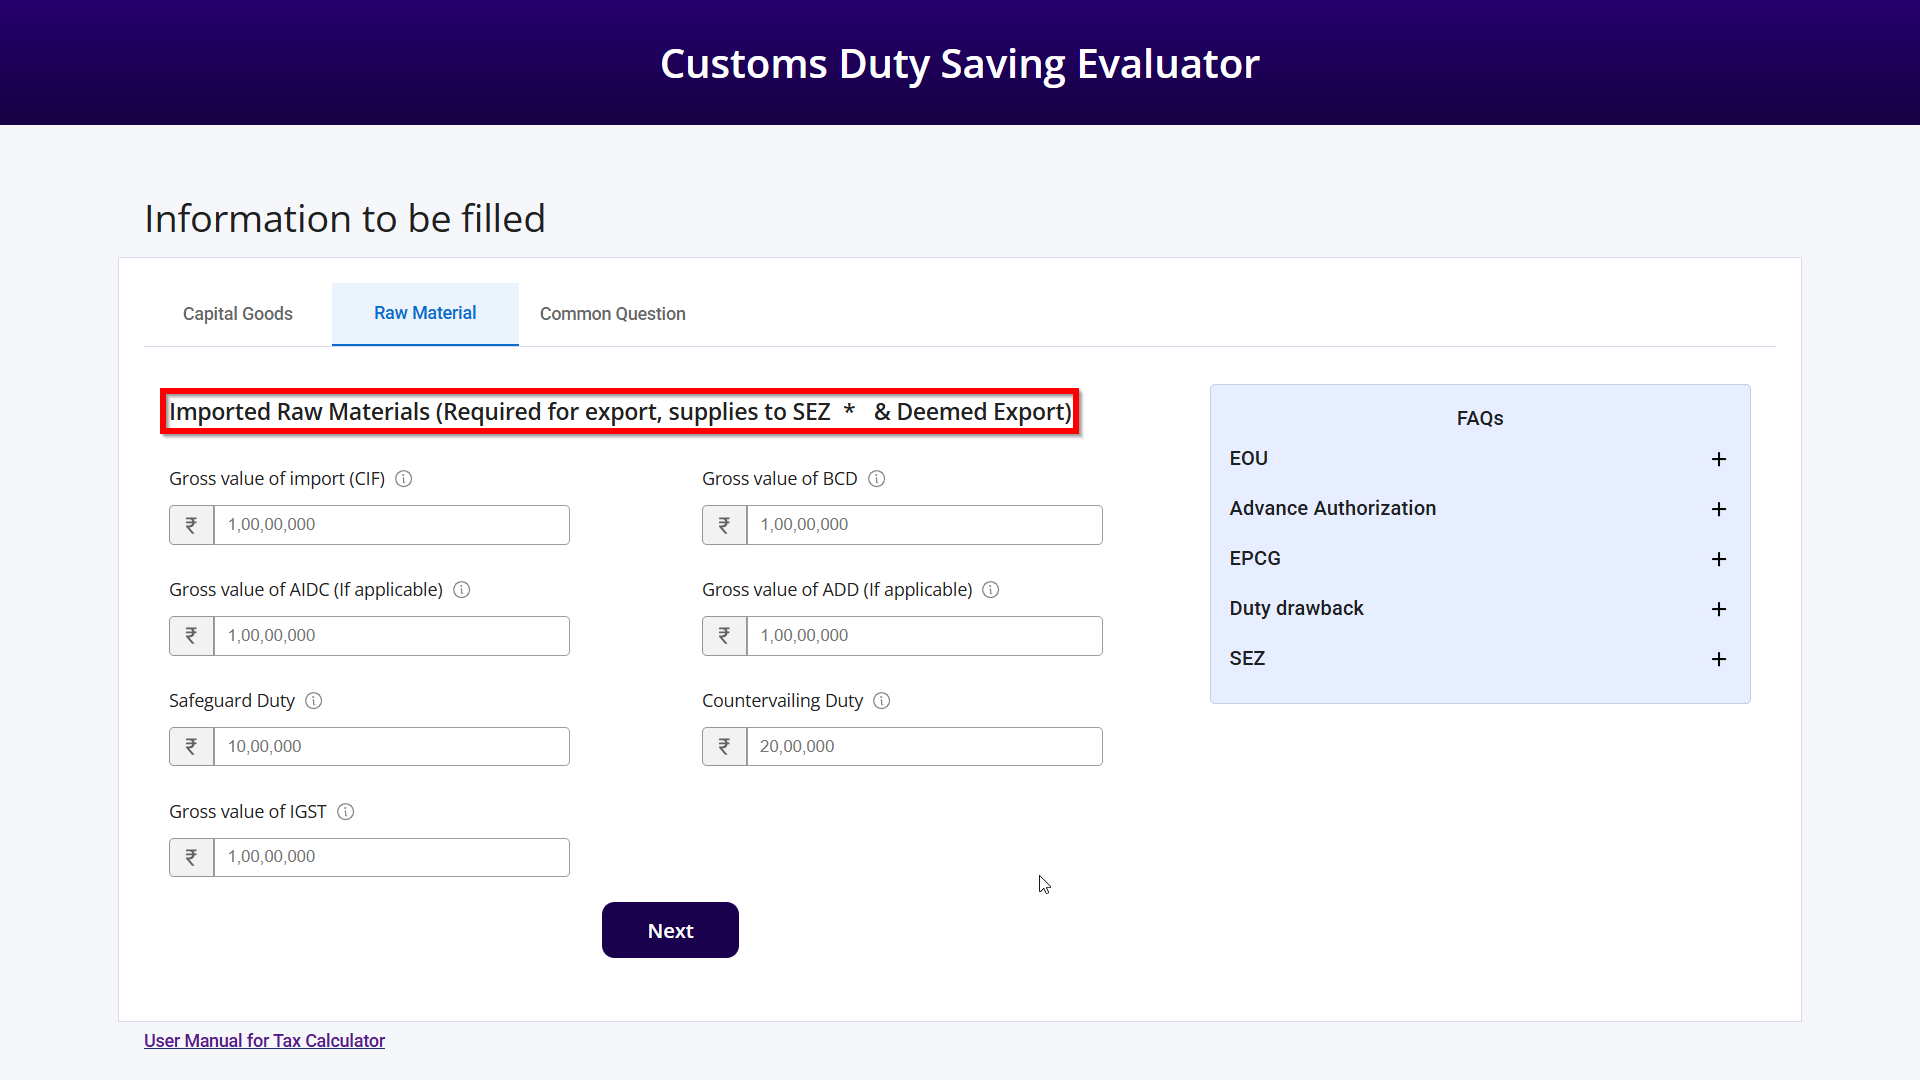 Customs Duty Saving Evaluator
Information to be filled
Capital Goods
Raw Material
Common Question
Imported Raw Materials (Required for export, supplies to SEZ * & Deemed Export)
Gross value of import (CIF)
₹ 1,00,00,000
Gross value of BCD
₹ 1,00,00,000
Gross value of AIDC (If applicable)
₹ 1,00,00,000
Gross value of ADD (If applicable)
₹ 1,00,00,000
Safeguard Duty
₹ 10,00,000
Countervailing Duty
₹ 20,00,000
Gross value of IGST
₹ 1,00,00,000
Next
FAQs
EOU +
Advance Authorization +
EPCG +
Duty drawback +
SEZ +
User Manual for Tax Calculator